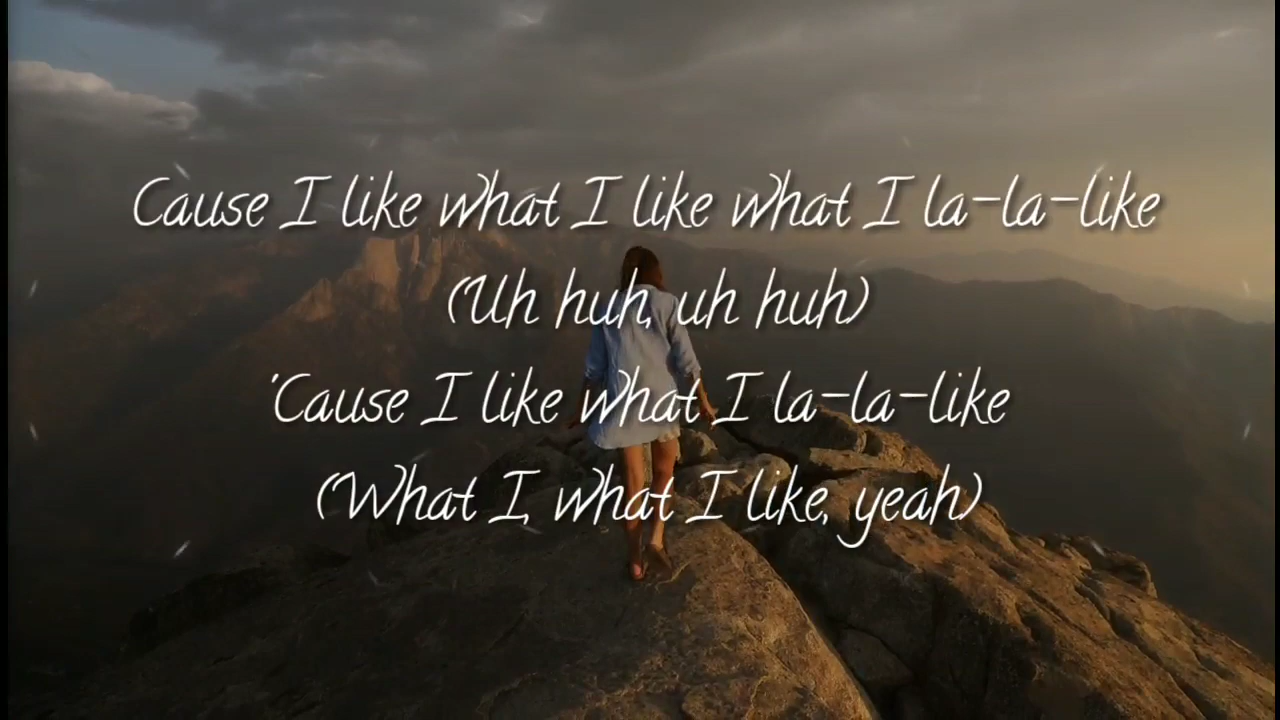 'Cause I like what I like what I la-la-like
(Uh huh, uh huh)
'Cause I like what I la-la-like
(What I, what I like, yeah)